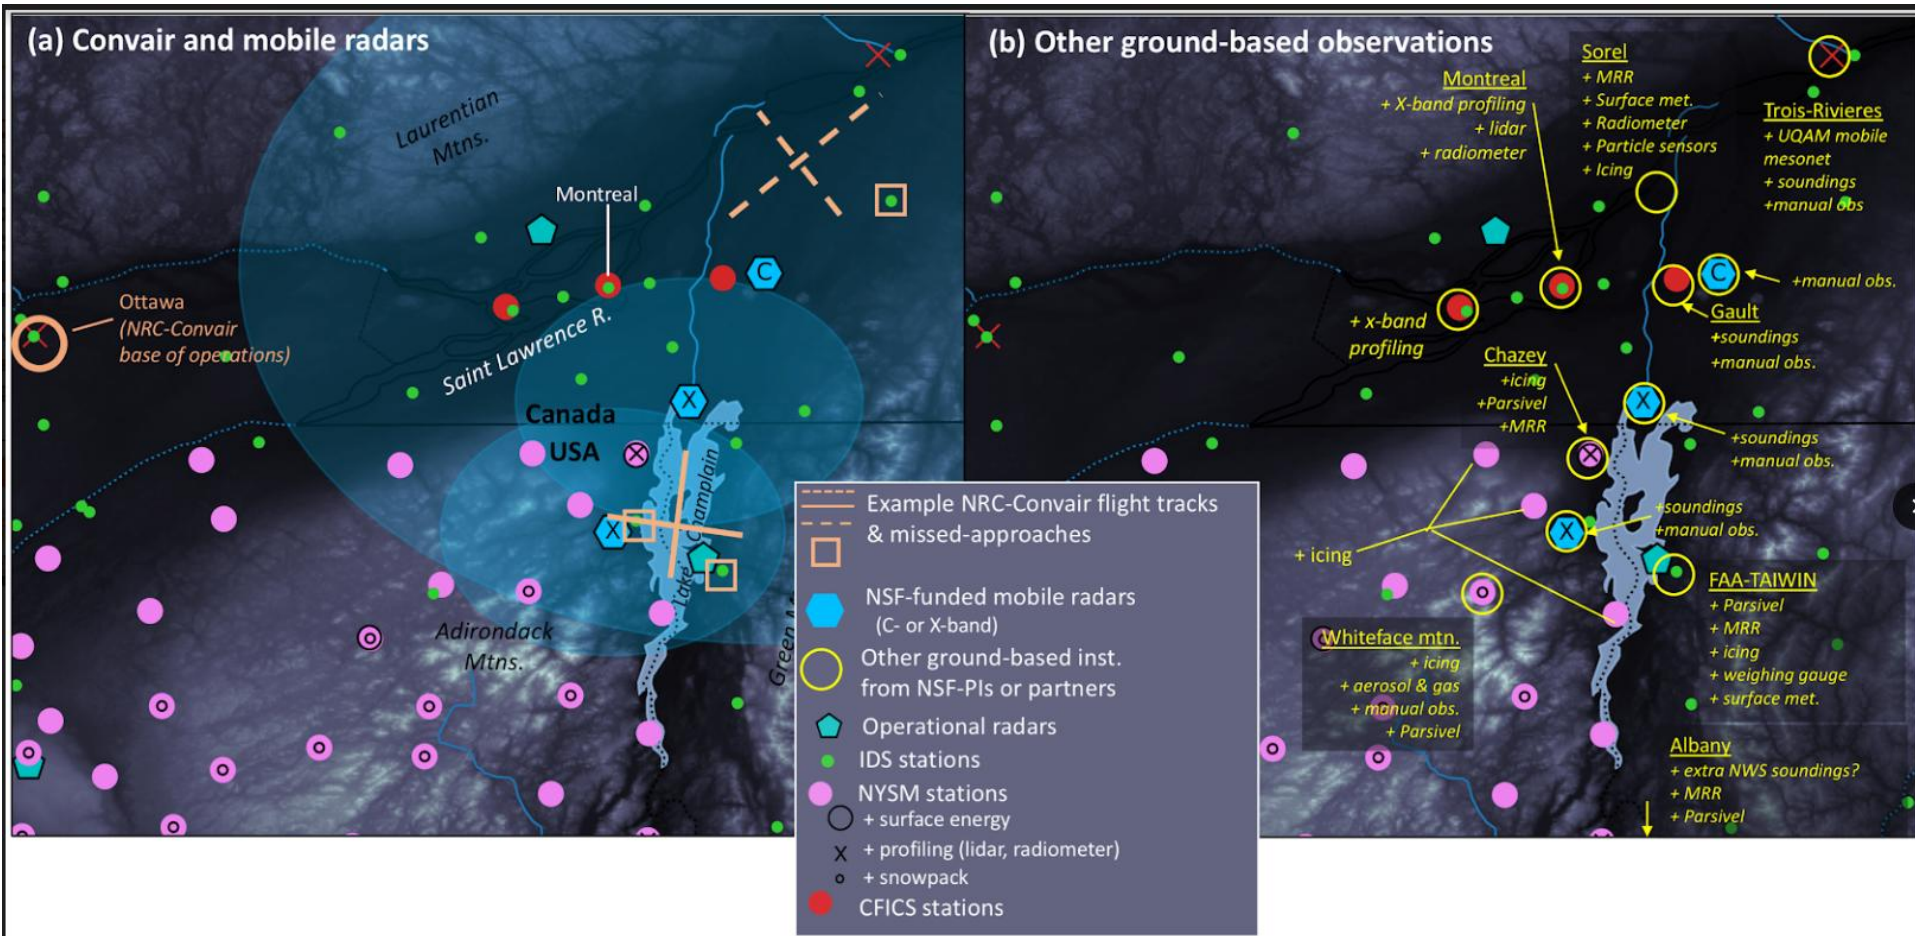 (a) Convair and mobile radars
Laurentian
Mtns.
Montreal
C
Ottawa
(NRC-Convair
base of operations)
Saint Lawrence R.
X
Canada
USA
X
X
Lake Champlain
Adirondack
Mtns.
Green M
(b) Other ground-based observations
Montreal
+ X-band profiling
+ lidar
+ radiometer
Sorel
+ MRR
+ Surface met.
+ Radiometer
+ Particle sensors
+ Icing
Trois-Rivieres
+ UQAM mobile
mesonet
+ soundings
+manual obs
C
+manual obs.
Gault
+soundings
+manual obs.
+ x-band
profiling
Chazey
+icing
+Parsivel
+MRR
X
+soundings
+manual obs.
X
X
+soundings
+manual obs.
+ icing
FAA-TAIWIN
+ Parsivel
+ MRR
+ icing
+ weighing gauge
+ surface met.
Whiteface mtn.
+ icing
+ aerosol & gas
+ manual obs.
+ Parsivel
Albany
+ extra NWS soundings?
+ MRR
+ Parsivel
Example NRC-Convair flight tracks
& missed-approaches
NSF-funded mobile radars
(C- or X-band)
Other ground-based inst.
from NSF-PIs or partners
Operational radars
IDS stations
NYSM stations
+ surface energy
x + profiling (lidar, radiometer)
+ snowpack
CFICS stations